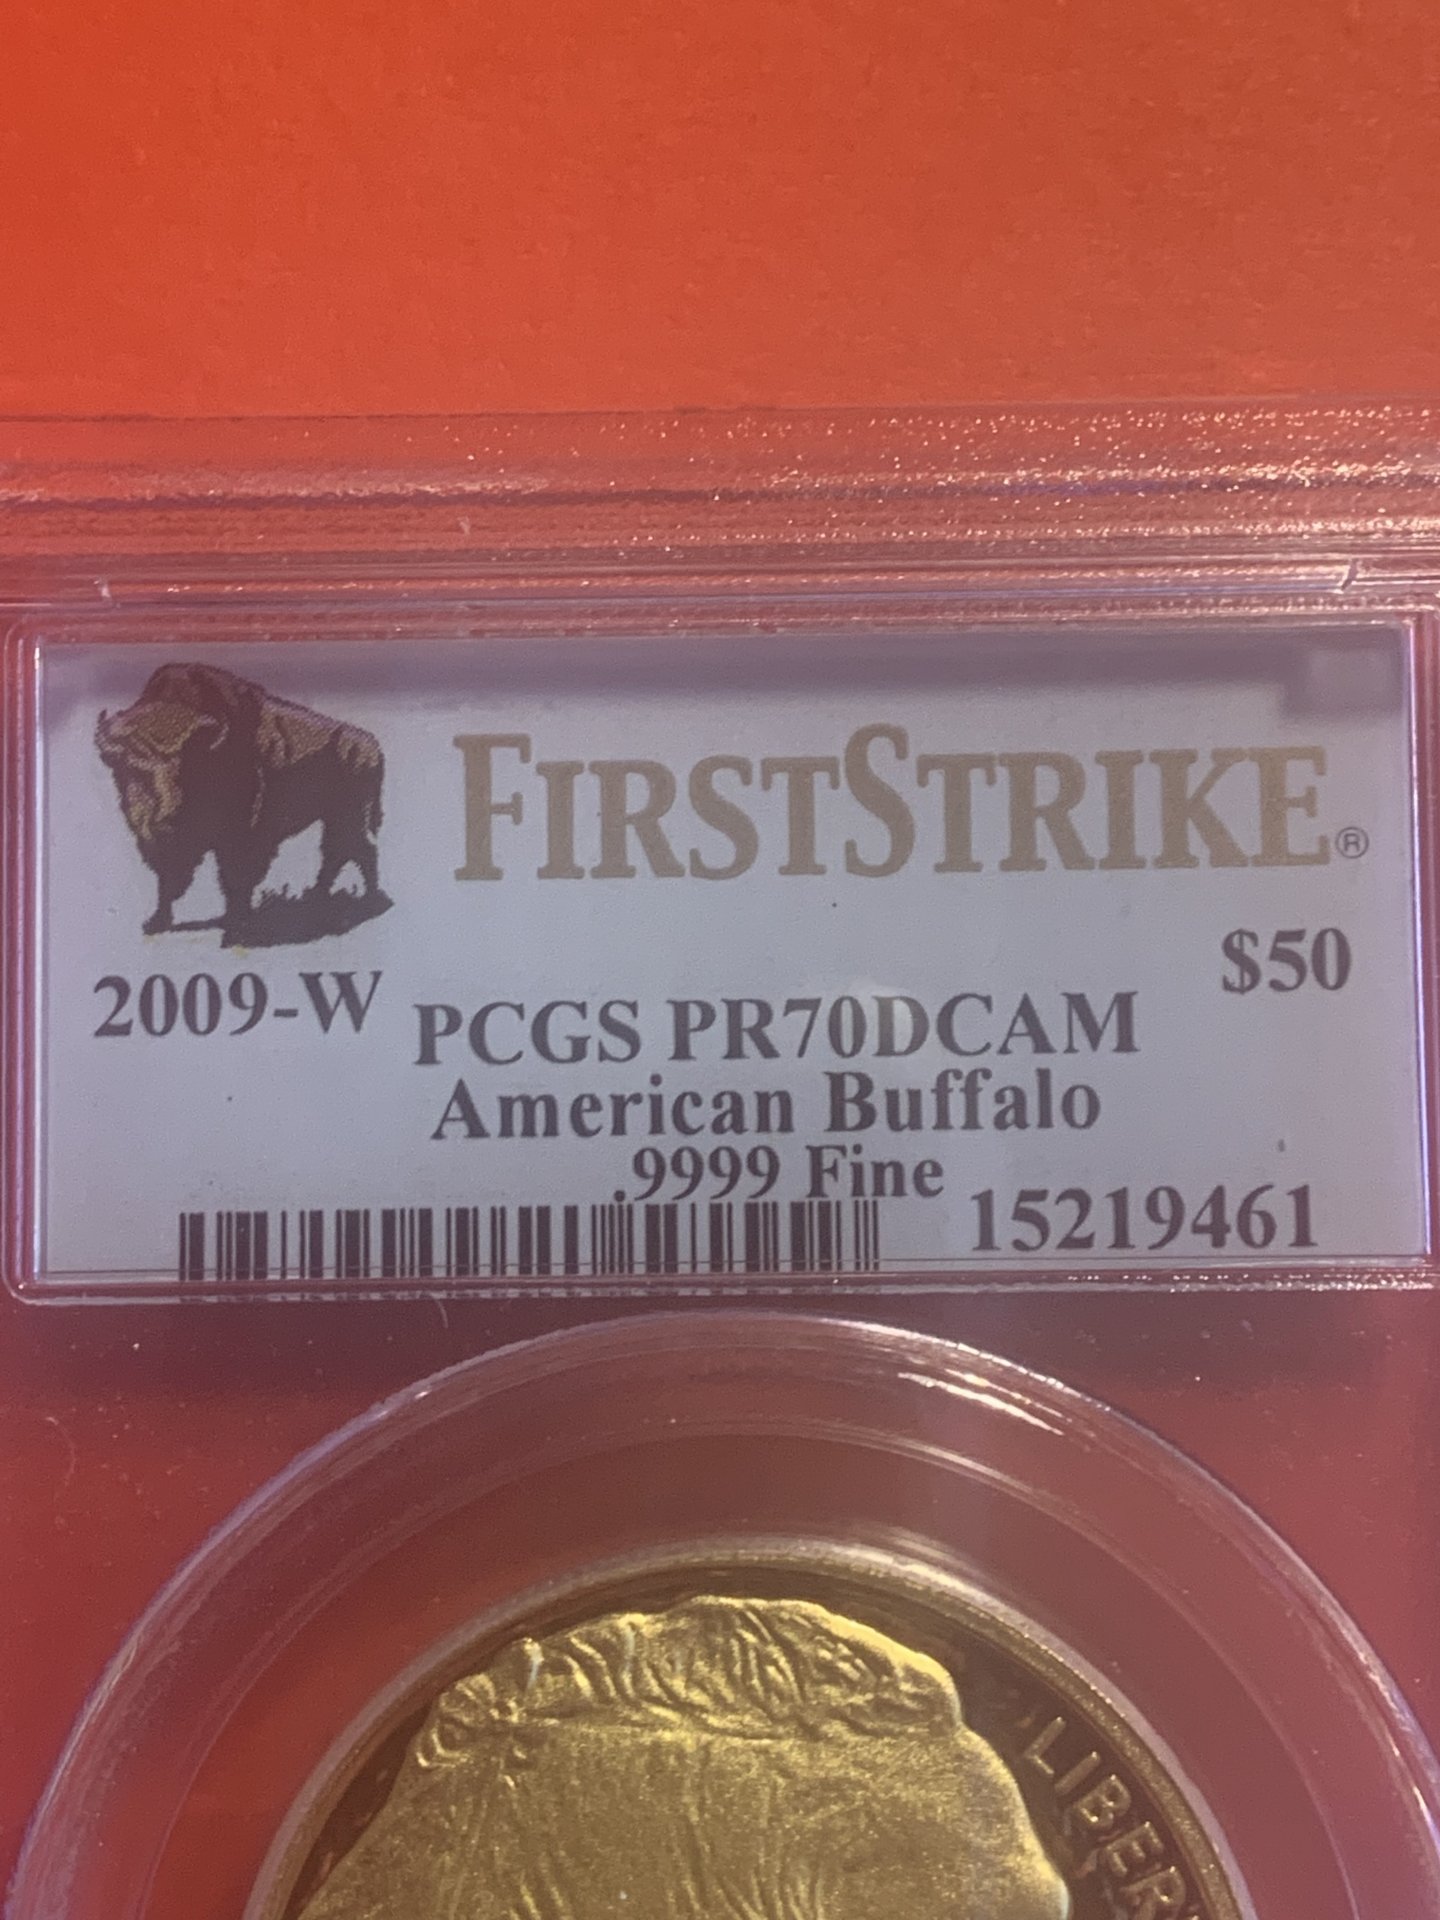 FIRSTSTRIKE®
$50
2009-W
PCGS PR70DCAM
American Buffalo
.9999 Fine
15219461
LIBER